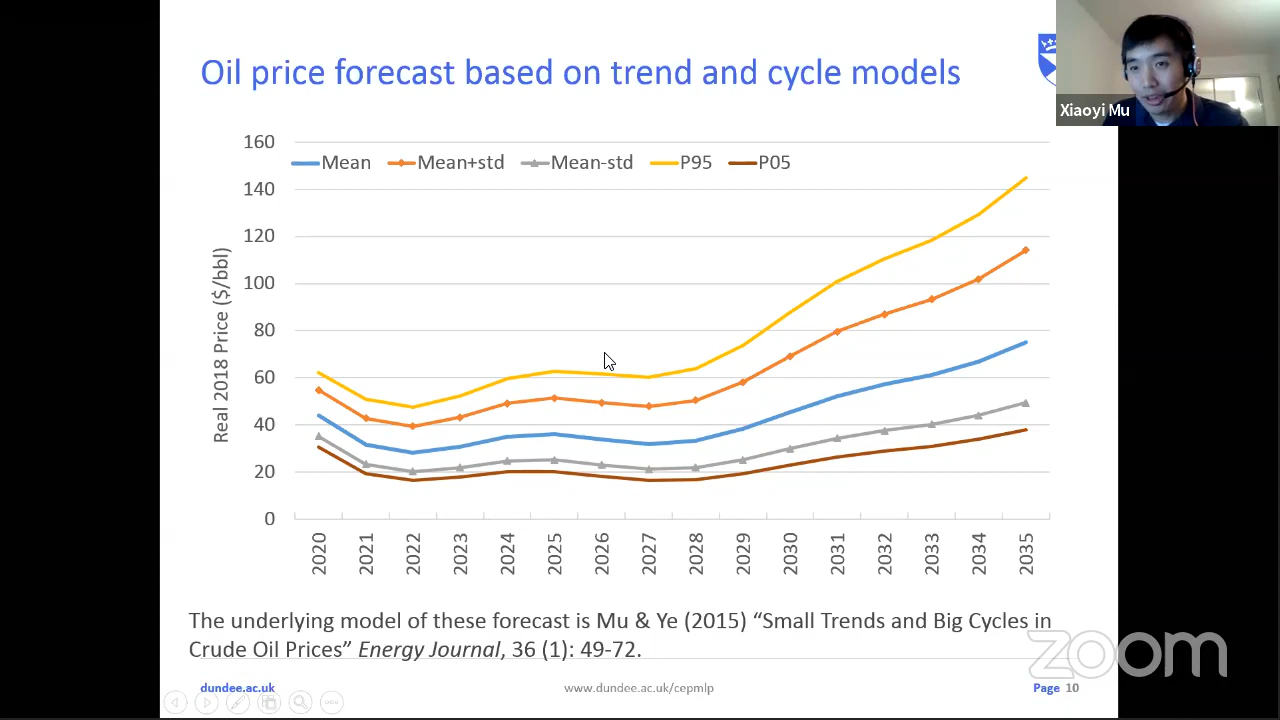 Oil price forecast based on trend and cycle models
Xiaoyi Mu
160
140
120
100
80
60
40
20
0
Mean Mean+std Mean-std P95 P05
Real 2018 Price ($/bbl)
2020 2021 2022 2023 2024 2025 2026 2027 2028 2029 2030 2031 2032 2033 2034 2035
The underlying model of these forecast is Mu & Ye (2015) “Small Trends and Big Cycles in
Crude Oil Prices” Energy Journal, 36 (1): 49-72.
zoom
dundee.ac.uk www.dundee.ac.uk/cepmlp Page 10